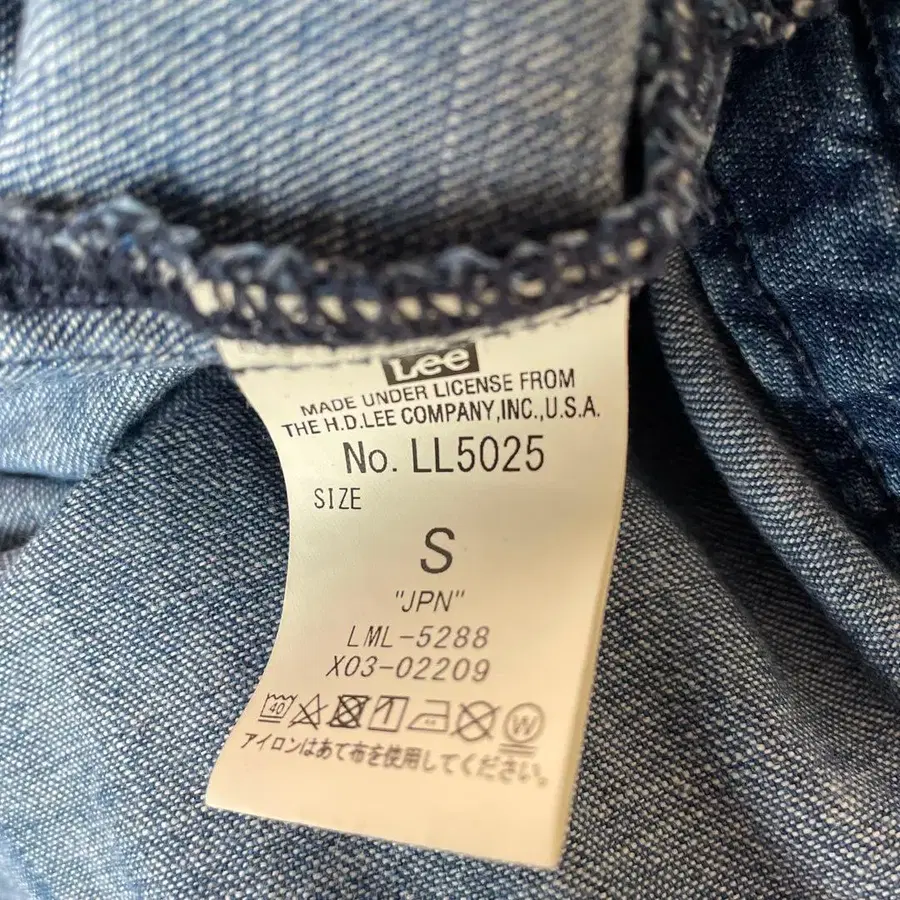 Lee
MADE UNDER LICENSE FROM
THE H.D.LEE COMPANY,INC.,U.S.A.
No. LL5025
SIZE
S
"JPN"
LML-5288
X03-02209
40 W
アイロンはあて布を使用してください。